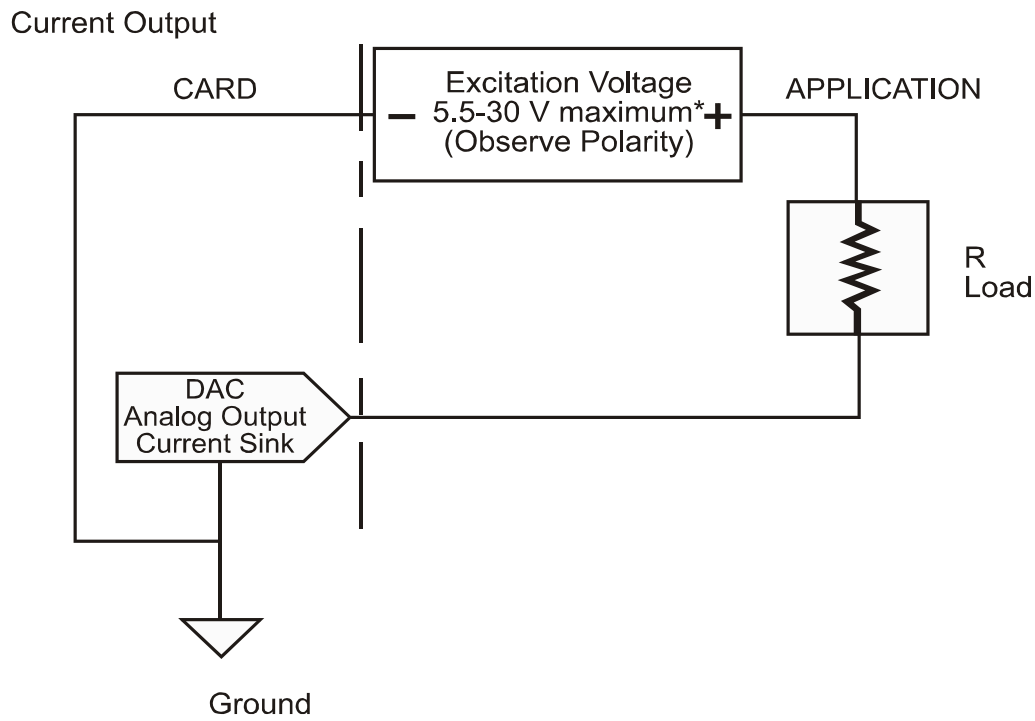 Current Output
CARD
Excitation Voltage
5.5-30 V maximum*
(Observe Polarity)
− +
APPLICATION
R
Load
DAC
Analog Output
Current Sink
Ground